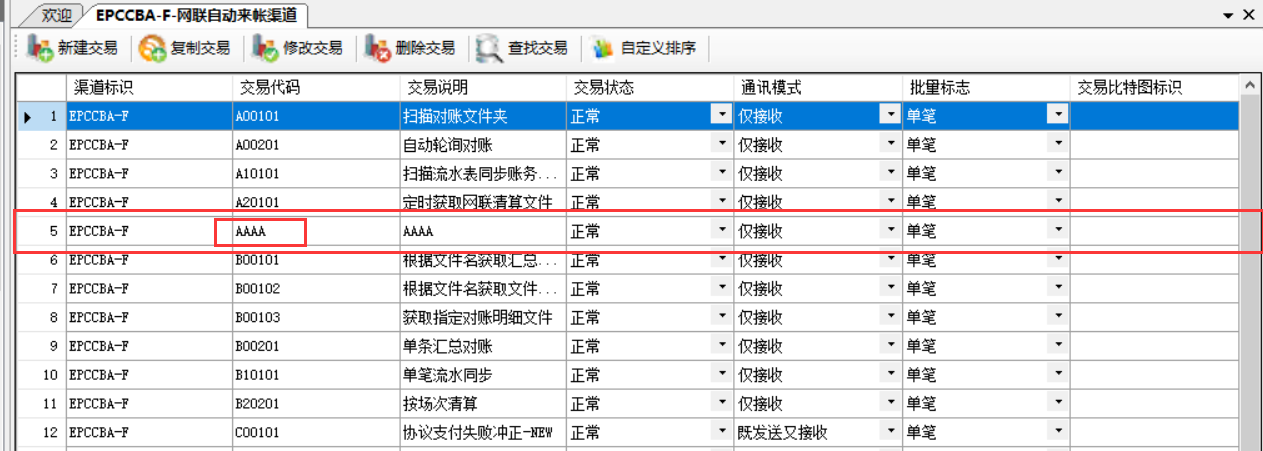 欢迎 EPCCBA-F-网联自动来帐渠道
新建交易 复制交易 修改交易 删除交易 查找交易 自定义排序
渠道标识 交易代码 交易说明 交易状态 通讯模式 批量标志 交易比特图标识
1 EPCCBA-F A00101 扫描对账文件夹 正常 仅接收 单笔
2 EPCCBA-F A00201 自动轮询对账 正常 仅接收 单笔
3 EPCCBA-F A10101 扫描流水表同步账务... 正常 仅接收 单笔
4 EPCCBA-F A20101 定时获取网联清算文件 正常 仅接收 单笔
5 EPCCBA-F AAAA AAAA 正常 仅接收 单笔
6 EPCCBA-F B00101 根据文件名获取汇总... 正常 仅接收 单笔
7 EPCCBA-F B00102 根据文件名获取文件... 正常 仅接收 单笔
8 EPCCBA-F B00103 获取指定对账明细文件 正常 仅接收 单笔
9 EPCCBA-F B00201 单条汇总对账 正常 仅接收 单笔
10 EPCCBA-F B10101 单笔流水同步 正常 仅接收 单笔
11 EPCCBA-F B20201 按场次清算 正常 仅接收 单笔
12 EPCCBA-F C00101 协议支付失败冲正-NEW 正常 既发送又接收 单笔